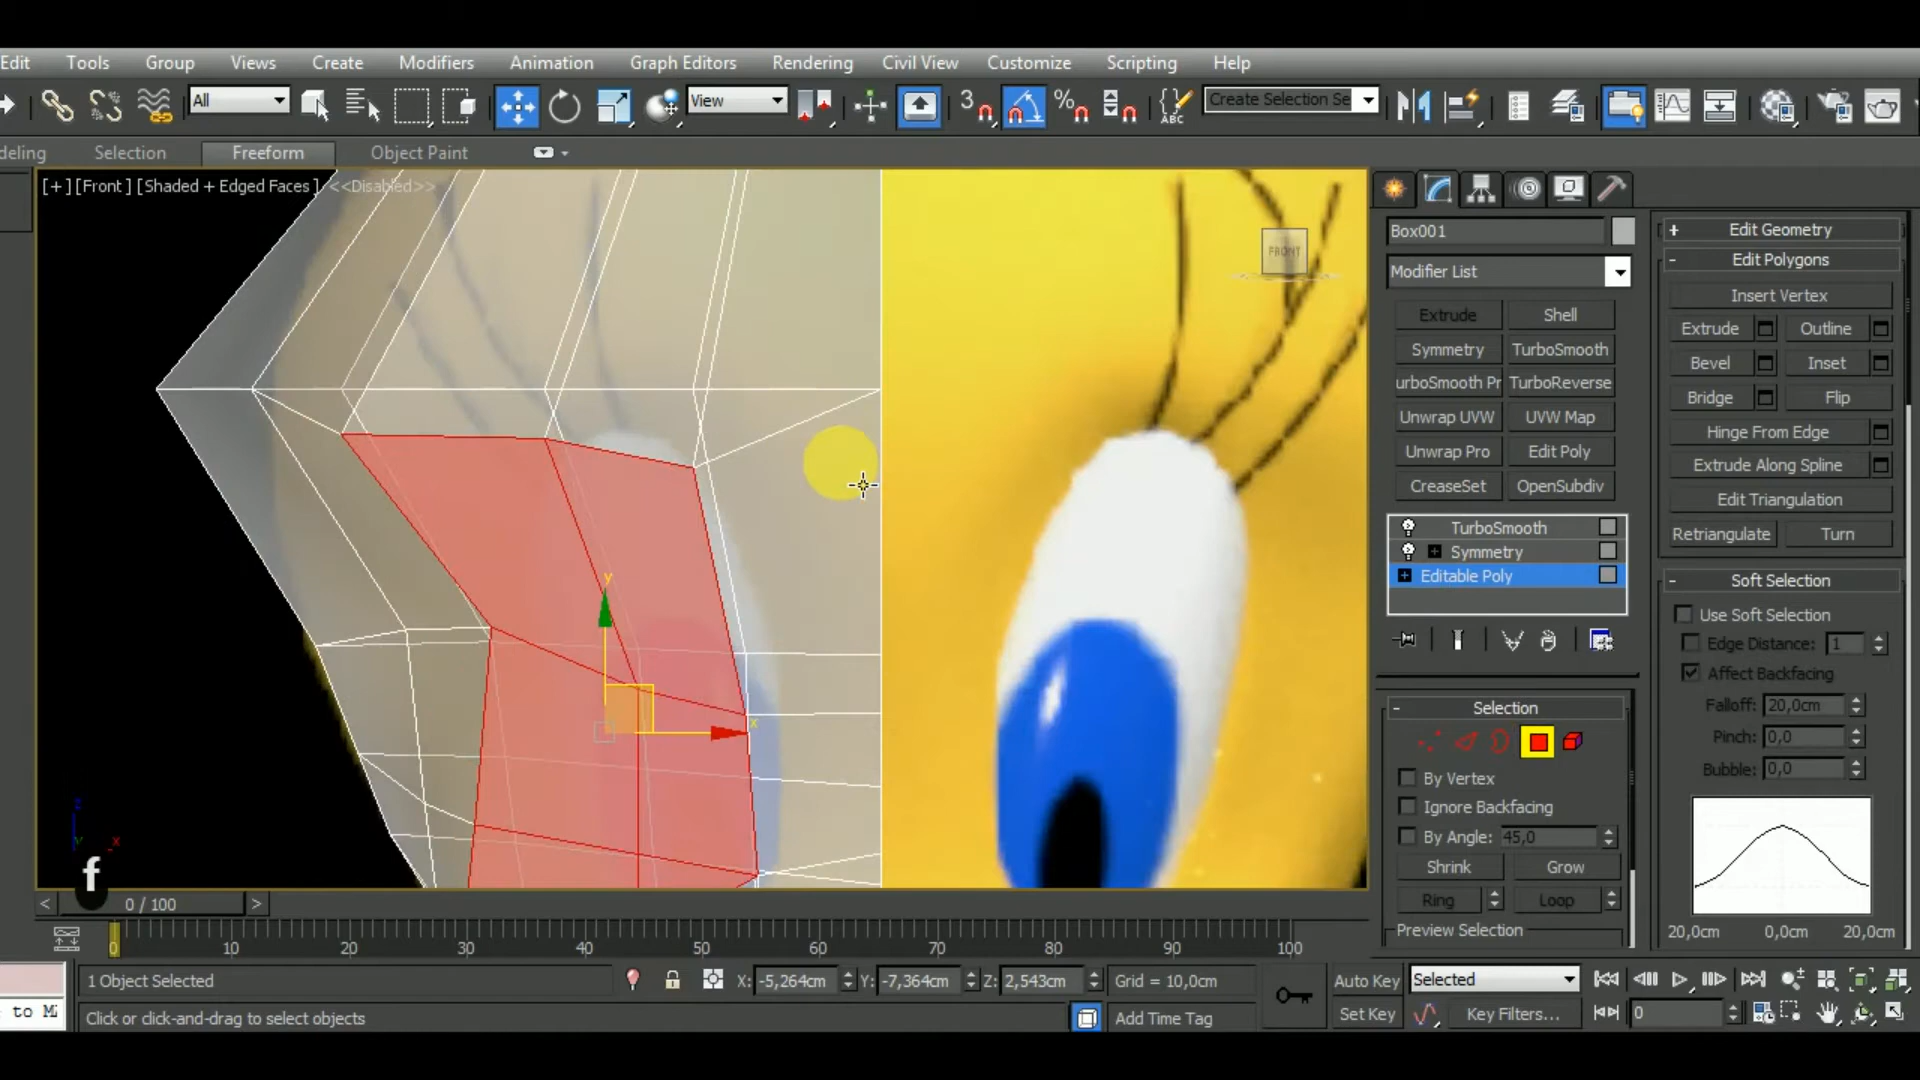 Edit Tools Group Views Create Modifiers Animation Graph Editors Rendering Civil View Customize Scripting Help
All View 3 % ABC Create Selection Se
deling Selection Freeform Object Paint
[+] [Front] [Shaded + Edged Faces] <<Disabled>>
FRONT
y
x
z
y x
f
Box001
Modifier List
Extrude Shell
Symmetry TurboSmooth
urboSmooth Pr TurboReverse
Unwrap UVW UVW Map
Unwrap Pro Edit Poly
CreaseSet OpenSubdiv
TurboSmooth
+ Symmetry
+ Editable Poly
- Selection
By Vertex
Ignore Backfacing
By Angle: 45,0
Shrink Grow
Ring Loop
Preview Selection
+ Edit Geometry
- Edit Polygons
Insert Vertex
Extrude Outline
Bevel Inset
Bridge Flip
Hinge From Edge
Extrude Along Spline
Edit Triangulation
Retriangulate Turn
- Soft Selection
Use Soft Selection
Edge Distance: 1
Affect Backfacing
Falloff: 20,0cm
Pinch: 0,0
Bubble: 0,0
20,0cm 0,0cm 20,0cm
< 0 / 100 >
0 10 20 30 40 50 60 70 80 90 100
1 Object Selected X: -5,264cm Y: -7,364cm Z: 2,543cm Grid = 10,0cm Auto Key Selected
to Mi Click or click-and-drag to select objects Add Time Tag Set Key Key Filters... 0